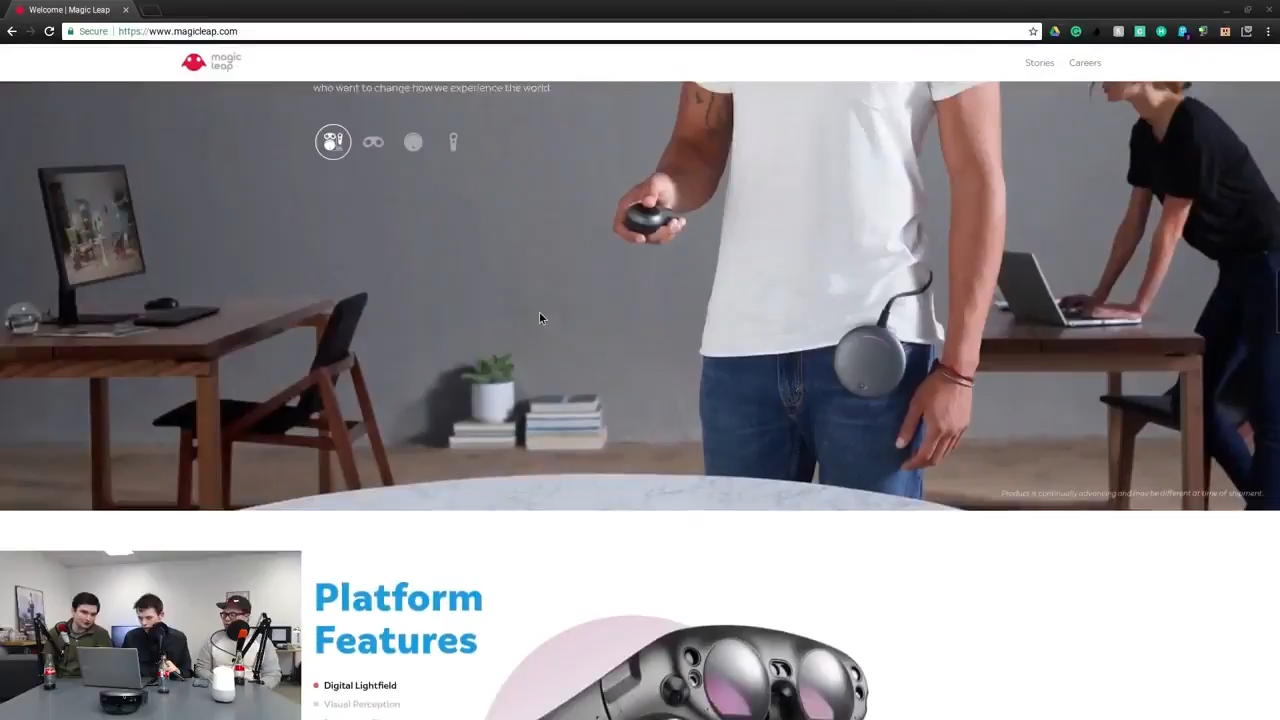 Welcome | Magic Leap
Secure
https://www.magicleap.com
magic
leap
Stories
Careers
who want to change how we experience the world
Product is continually advancing and may be different at time of shipment.
Platform
Features
Digital Lightfield
Visual Perception